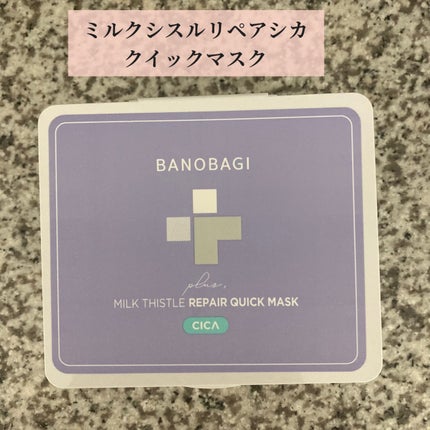 ミルクシスルリペアシカ
クイックマスク
BANOBAGI
plus.
MILK THISTLE REPAIR QUICK MASK
CICA